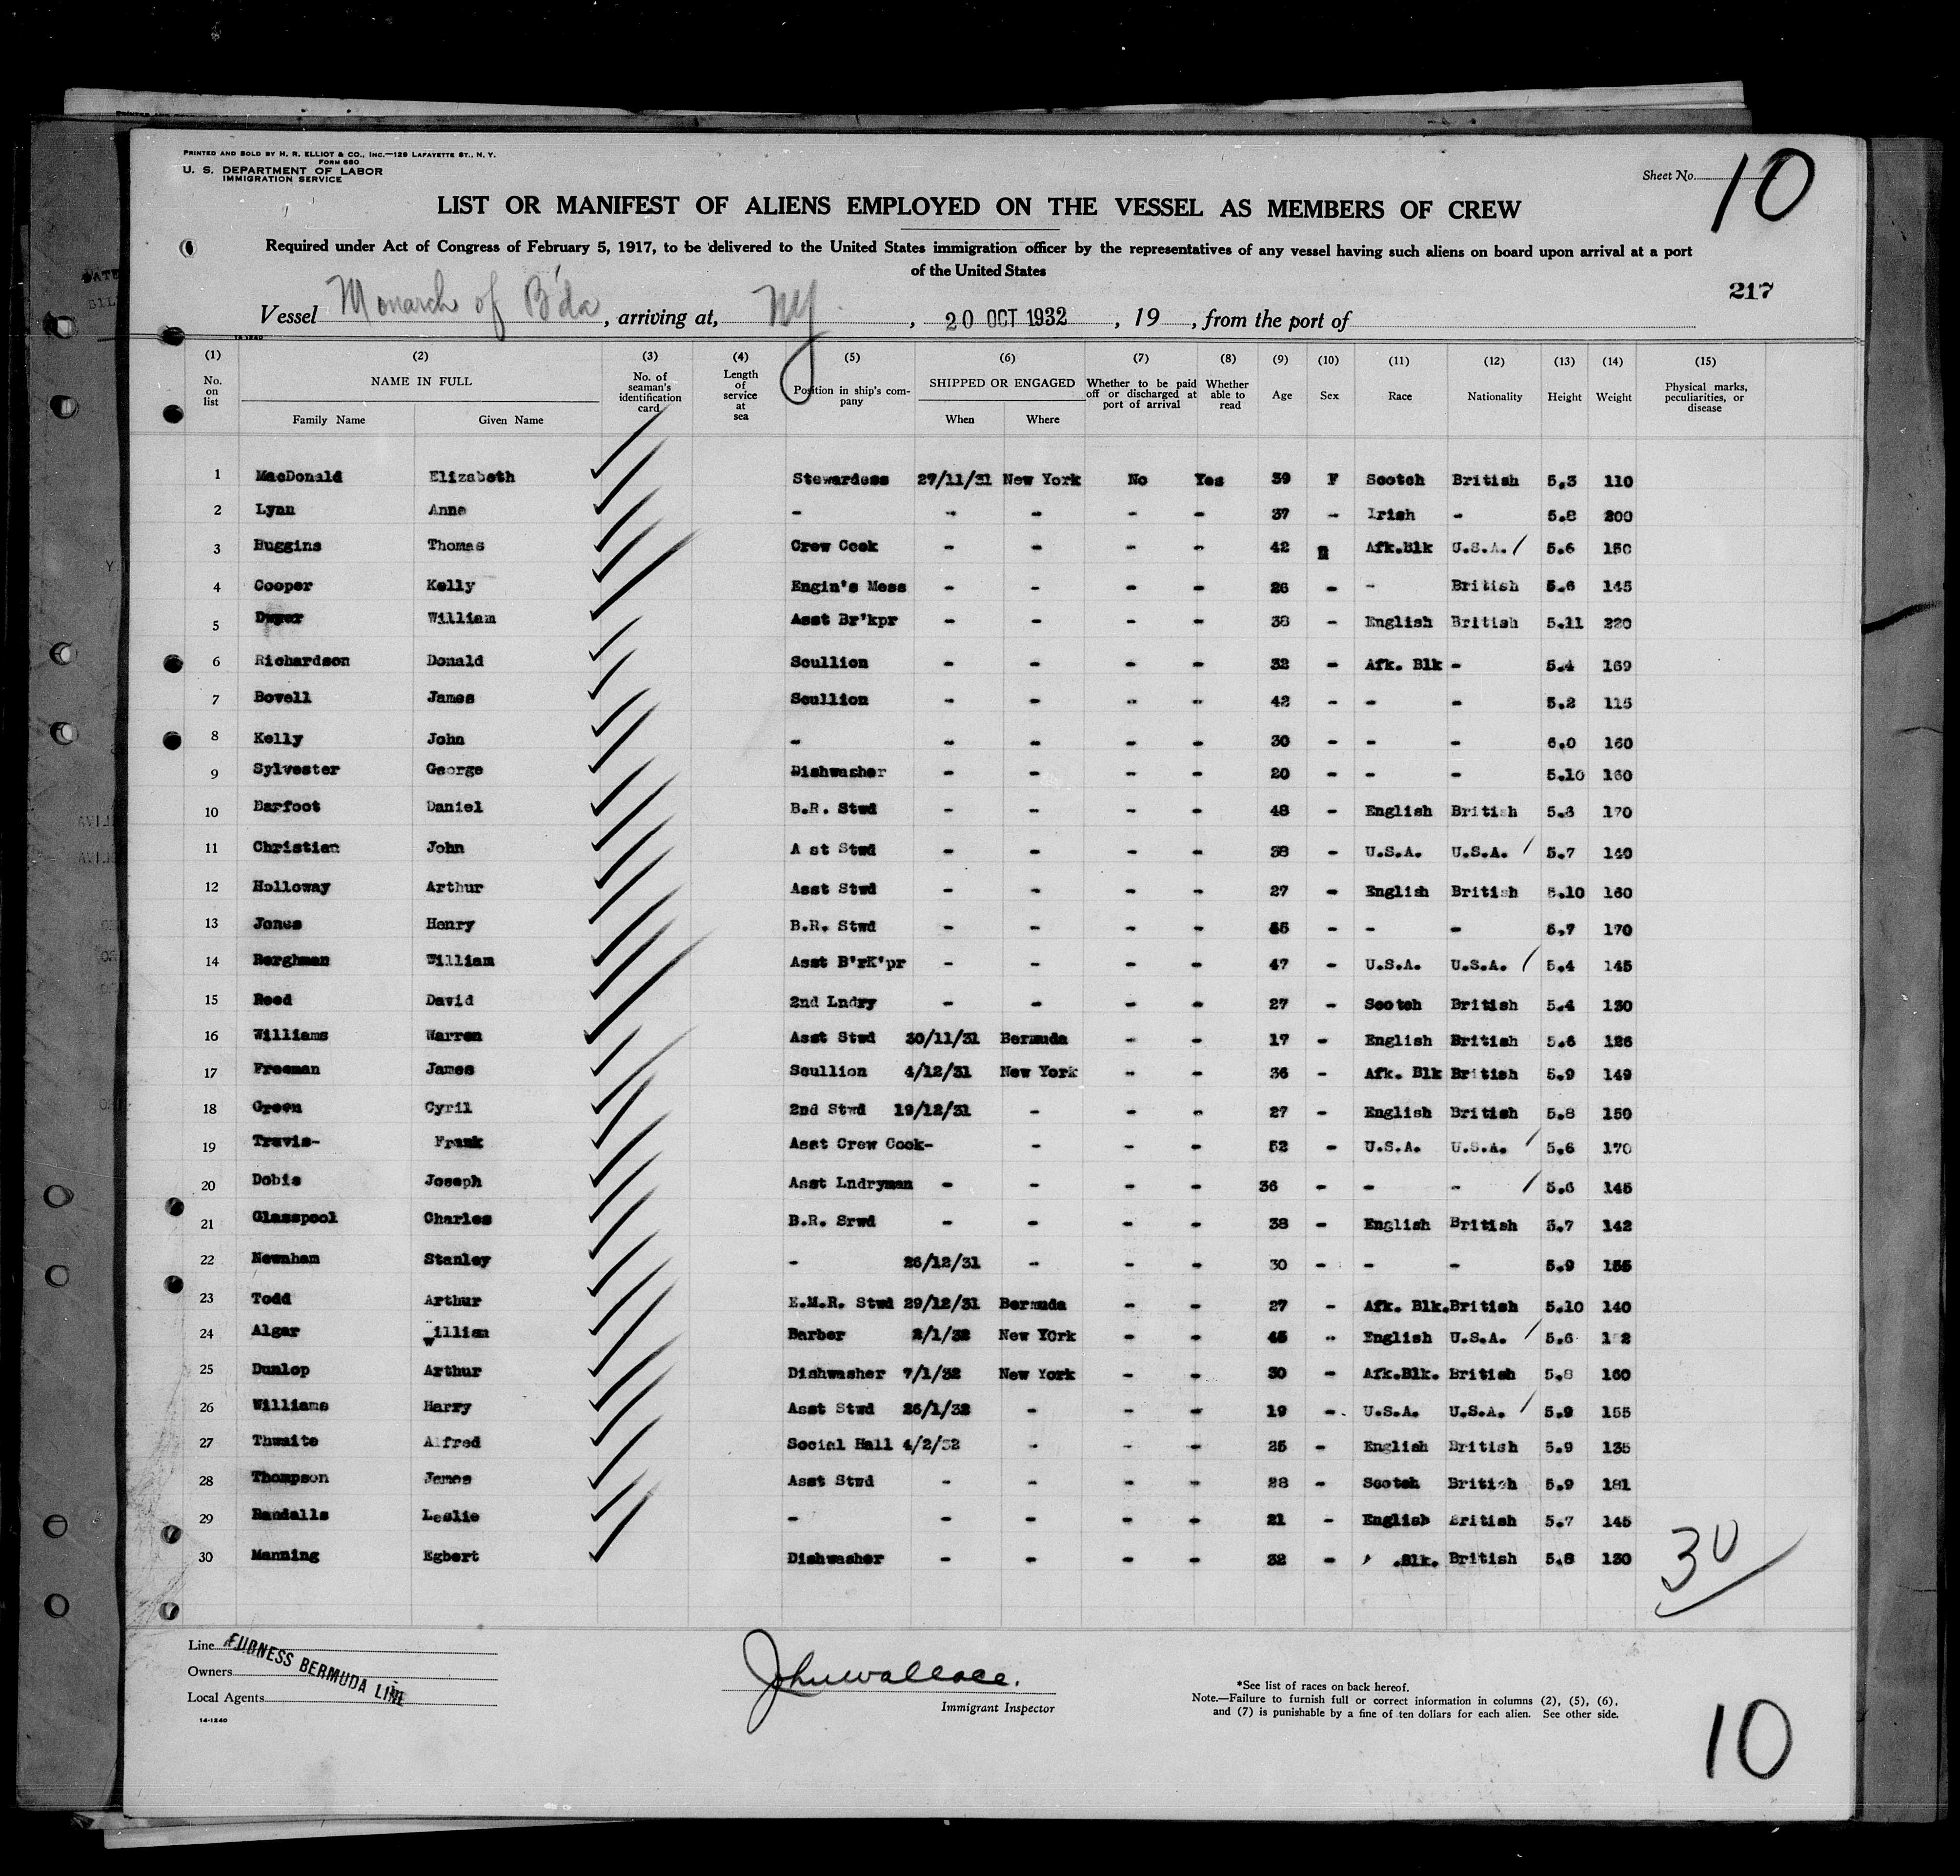 PRINTED AND SOLD BY H. R. ELLIOT & CO., INC.—129 LAFAYETTE ST., N. Y.
FORM 680
U. S. DEPARTMENT OF LABOR
IMMIGRATION SERVICE
Sheet No. 10
LIST OR MANIFEST OF ALIENS EMPLOYED ON THE VESSEL AS MEMBERS OF CREW
Required under Act of Congress of February 5, 1917, to be delivered to the United States immigration officer by the representatives of any vessel having such aliens on board upon arrival at a port
of the United States
217
Vessel Monarch of B'da, arriving at, NY, 20 OCT 1932, 19, from the port of
14-1240
(1) (2) (3) (4) (5) (6) (7) (8) (9) (10) (11) (12) (13) (14) (15)
No. on list NAME IN FULL Family Name Given Name No. of seaman's identification card Length of service at sea Position in ship's company SHIPPED OR ENGAGED When Where Whether to be paid off or discharged at port of arrival Whether able to read Age Sex Race Nationality Height Weight Physical marks, peculiarities, or disease
1 MacDonald Elizabeth Stewardess 27/11/31 New York No Yes 39 F Scotch British 5.3 110
2 Lynn Anne - - - - - 37 - Irish - 5.8 200
3 Huggins Thomas Crew Cook - - - - 42 m Afk.Blk U.S.A. / 5.6 150
4 Cooper Kelly Engin's Mess - - - - 26 - - British 5.6 145
5 Dwyer William Asst Br'kpr - - - - 38 - English British 5.11 220
6 Richardson Donald Scullion - - - - 32 - Afk. Blk - 5.4 169
7 Bovell James Scullion - - - - 42 - - - 5.2 115
8 Kelly John - - - - - 30 - - - 6.0 160
9 Sylvester George Dishwasher - - - - 20 - - - 5.10 160
10 Barfoot Daniel B.R. Stwd - - - - 48 - English British 5.8 170
11 Christian John A st Stwd - - - - 38 - U.S.A. U.S.A. / 5.7 140
12 Holloway Arthur Asst Stwd - - - - 27 - English British 5.10 160
13 Jones Henry B.R. Stwd - - - - - - - 5.7 170
14 Berghman William Asst B'rK'pr - - - - 47 - U.S.A. U.S.A. / 5.4 145
15 Reed David 2nd Lndry - - - - 27 - Scotch British 5.4 130
16 Williams Warren Asst Stwd 30/11/31 Bermuda - - 17 - English British 5.6 126
17 Freeman James Scullion 4/12/31 New York - - 36 - Afk. Blk British 5.9 149
18 Green Cyril 2nd Stwd 19/12/31 - - - 27 - English British 5.8 150
19 Travis- Frank Asst Crew Cook- - - - 52 - U.S.A. U.S.A. / 5.6 170
20 Dobis Joseph Asst Lndryman - - - - 36 - - - / 5.6 145
21 Glasspool Charles B.R. Srwd - - - - 38 - English British 5.7 142
22 Newnham Stanley - 26/12/31 - - - 30 - - - 5.9 155
23 Todd Arthur E.M.R. Stwd 29/12/31 Bermuda - - 27 - Afk. Blk. British 5.10 140
24 Algar William Barber 2/1/32 New York - - 45 - English U.S.A. / 5.6
25 Dunlop Arthur Dishwasher 7/1/32 New York - - 30 - Afk.Blk. British 5.8 160
26 Williams Harry Asst Stwd 26/1/32 - - - 19 - U.S.A. U.S.A. / 5.9 155
27 Thwaite Alfred Social Hall 4/2/32 - - - 25 - English British 5.9 135
28 Thompson James Asst Stwd - - - - 28 - Scotch British 5.9 181
29 Randalls Leslie - - - - - 21 - English British 5.7 145
30 Manning Egbert Dishwasher - - - - 32 - .Blk. British 5.8 130
30
Line FURNESS BERMUDA LINE
Owners
Local Agents
14-1240
John Wallace.
Immigrant Inspector
*See list of races on back hereof.
Note.—Failure to furnish full or correct information in columns (2), (5), (6),
and (7) is punishable by a fine of ten dollars for each alien. See other side.
10